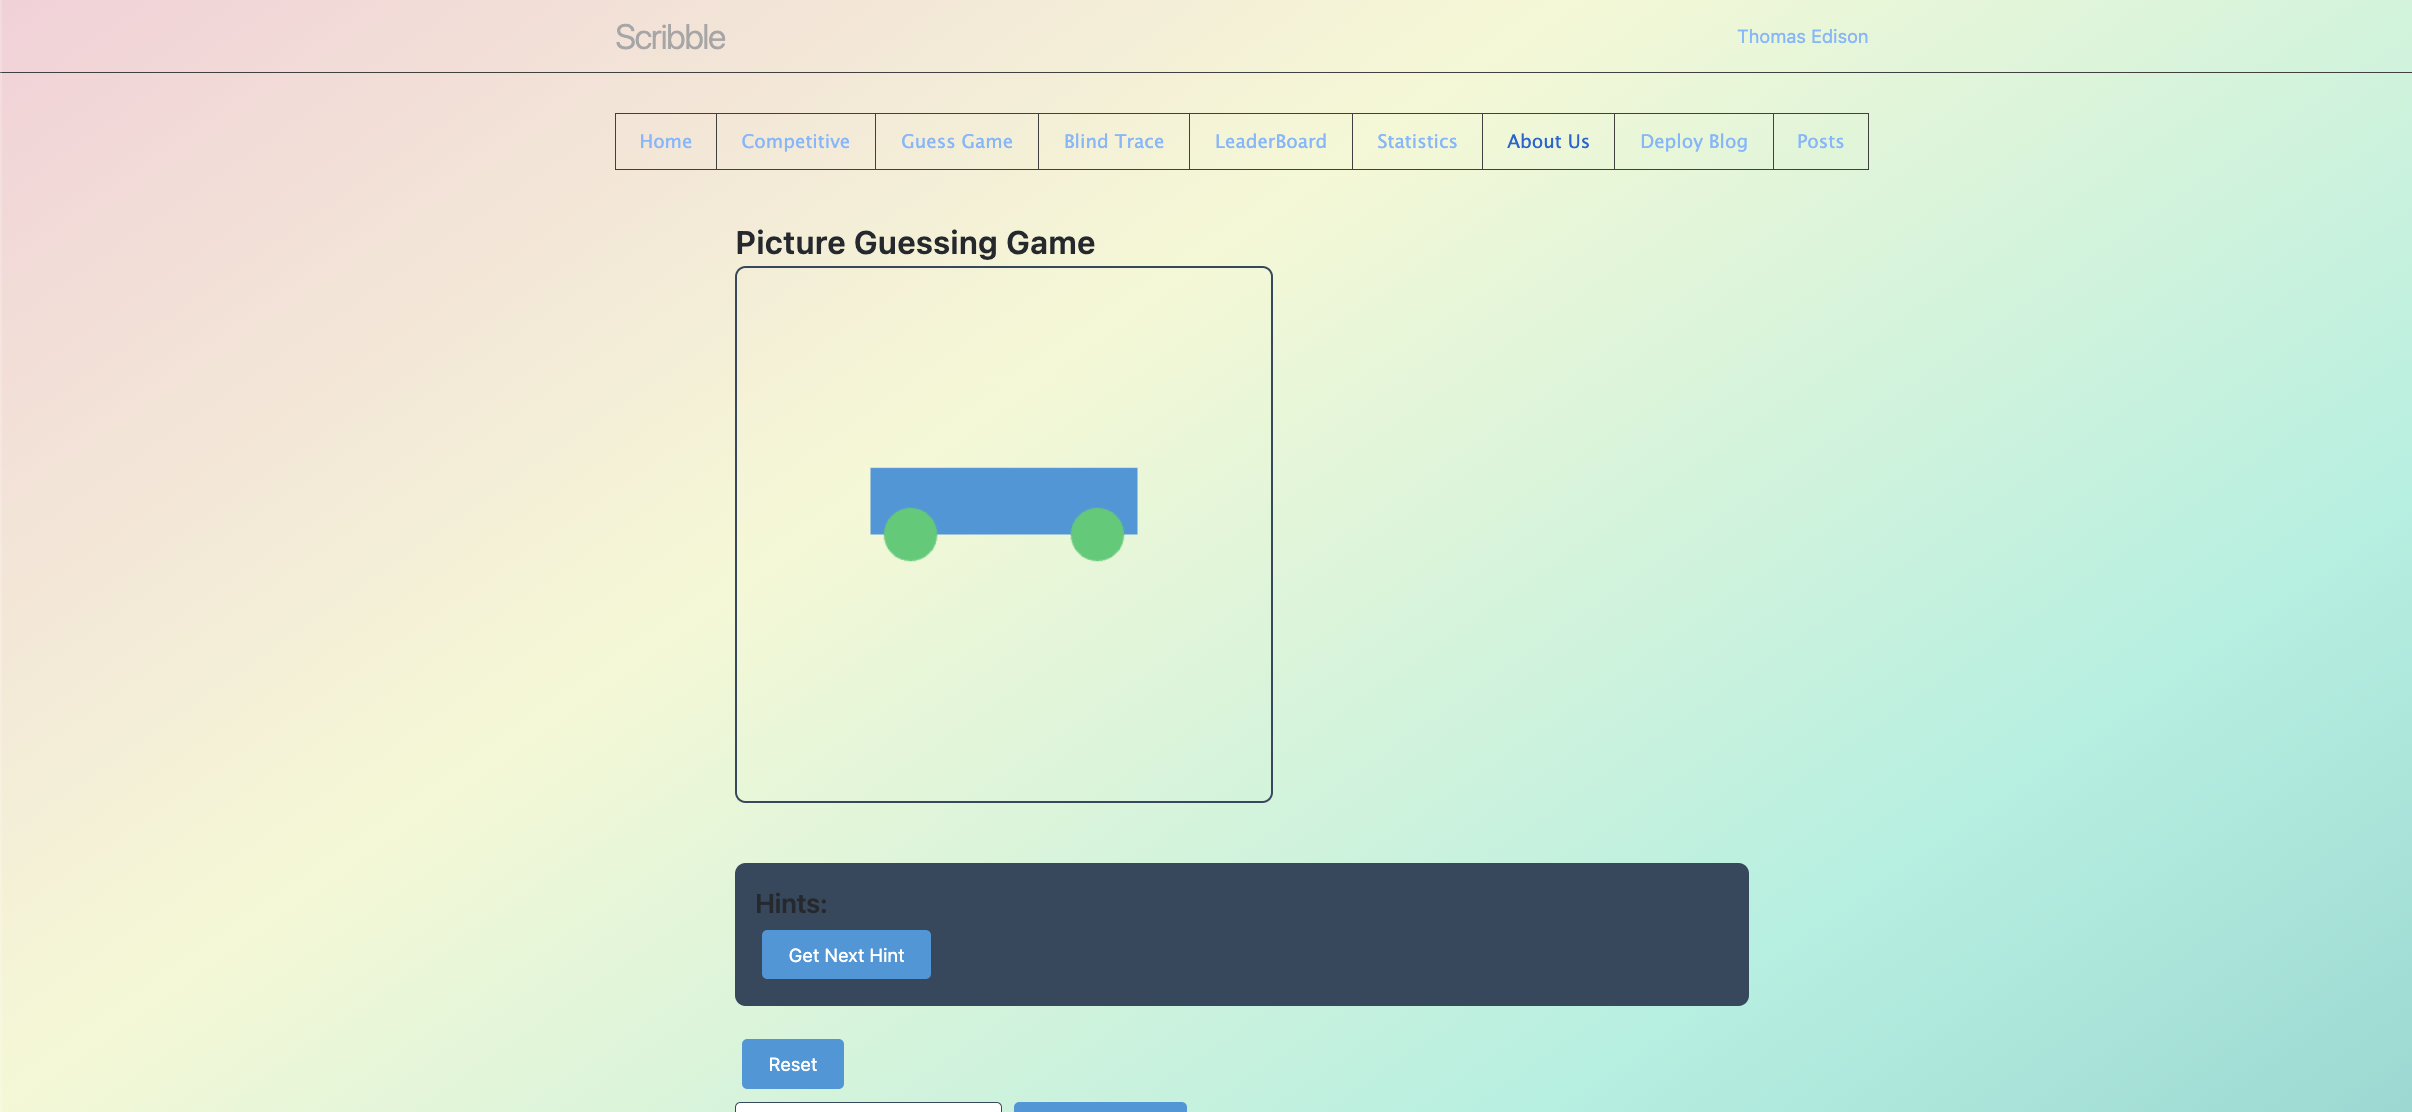 Scribble
Thomas Edison
Home Competitive Guess Game Blind Trace LeaderBoard Statistics About Us Deploy Blog Posts
Picture Guessing Game
Hints:
Get Next Hint
Reset